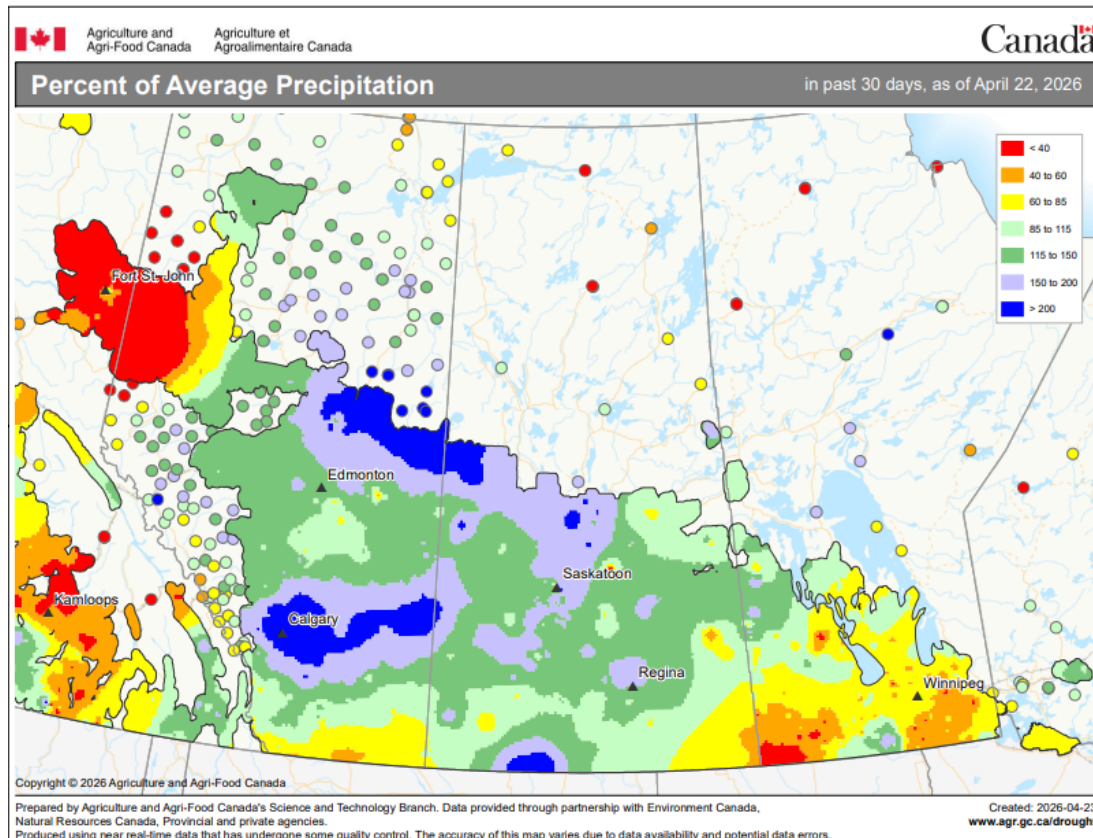 Agriculture and Agriculture et
Agri-Food Canada Agroalimentaire Canada
Canada
Percent of Average Precipitation
in past 30 days, as of April 22, 2026
< 40
40 to 60
60 to 85
85 to 115
115 to 150
150 to 200
> 200
Fort St. John
Edmonton
Saskatoon
Kamloops
Calgary
Regina
Winnipeg
Copyright © 2026 Agriculture and Agri-Food Canada
Prepared by Agriculture and Agri-Food Canada's Science and Technology Branch. Data provided through partnership with Environment Canada,
Natural Resources Canada, Provincial and private agencies.
Produced using near real-time data that has undergone some quality control. The accuracy of this map varies due to data availability and potential data errors.
Created: 2026-04-23
www.agr.gc.ca/drought